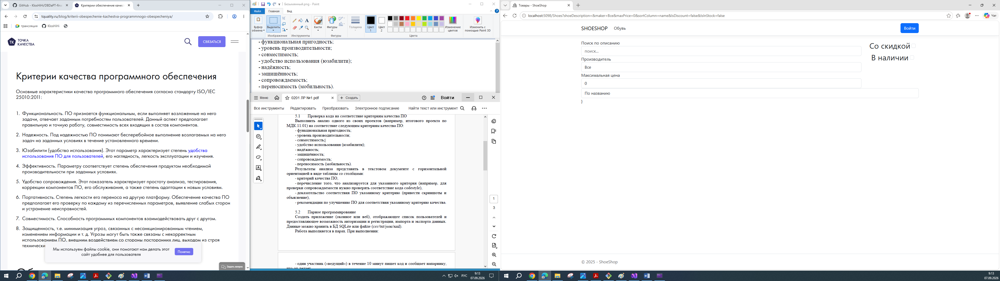 GitHub - KlosHiHi/DBDaPT-fina
Критерии обеспечение качест
tquality.ru/blog/kriterii-obespechenie-kachestva-programmnogo-obespecheniya/
трансляция
KlosHiHi
ТК
ТОЧКА
КАЧЕСТВА
СВЯЗАТЬСЯ
Критерии качества программного обеспечения
Основные характеристики качества программного обеспечения согласно стандарту ISO/IEC
25010:2011:
1. Функциональность. ПО признается функциональным, если выполняет возложенные на него
задачи, отвечает заданным потребностям пользователей. Данный аспект предполагает
правильную и точную работу, совместимость всех входящих в состав компонентов.
2. Надежность. Под надежностью ПО понимают бесперебойное выполнение возлагаемых на него
задач на заданных условиях в течение установленного времени.
3. Юзабилити (удобство использования). Этот параметр характеризует степень удобства
использования ПО для пользователей, его наглядность, легкость эксплуатации и изучения.
4. Эффективность. Параметру соответствует степень обеспечения продуктом необходимой
производительности при заданных условиях.
5. Удобство сопровождения. Этот показатель характеризует простоту анализа, тестирования,
коррекции компонентов ПО, его обслуживания, а также степень адаптации к новым условиям.
6. Портативность. Степень легкости его переноса на другую платформу. Обеспечение качества ПО
предполагает его проверку по каждому из перечисленных параметров, выявление слабых сторон
и устранение неисправностей.
7. Совместимость. Способность программных компонентов взаимодействовать друг с другом.
8. Защищенность, т.е. минимизация угроз, связанных с несанкционированным чтением,
изменением информации и т. д. Угрозы могут быть также связаны с некорректным
использованием ПО, внешним воздействием со стороны посторонних лиц, выходом из строя
Мы используем файлы cookie, они помогают нам делать этот
сайт удобнее для пользователя
Понятно
Задать вопрос
Безымянный.png - Paint
Файл
Главная
Вид
Буфер
обмена
Выделить
Изображение
Инструменты
Кисти
Фигуры
Фигуры
Толщина
Цвет
1
Цвет
2
Изменение
цветов
Цвета
Изменить с
помощью Paint 3D
- функциональная пригодность;
- уровень производительности;
- совместимость;
- удобство использования (юзабилити);
- надёжность;
- защищённость;
- сопровождаемость;
- переносимость (мобильность).
Меню
0201 ЛР №1.pdf
Создать
Войти
Все инструменты
Редактировать
Преобразовать
Электронное подписание
Найти текст или инструмент
5.1 Проверка кода на соответствие критериям качества ПО
Выполнить анализ одного из своих проектов (например, итогового проекта по
МДК.11.01) на соответствие следующим критериям качества ПО:
- функциональная пригодность;
- уровень производительности;
- совместимость;
- удобство использования (юзабилити);
- надёжность;
- защищённость;
- сопровождаемость;
- переносимость (мобильность).
Результаты анализа представить в текстовом документе с горизонтальной
ориентацией в виде таблицы со столбцами:
- критерий качества ПО,
- перечисление того, что анализируется для указанного критерия (например, для
проверки сопровождаемости нужно проверять соответствие кода codestyle),
- доказательство соответствия ПО указанному критерию (привести скриншоты и
объяснение),
- рекомендации по улучшению ПО для соответствия указанному критерию качества.
5.2 Парное программирование
Создать приложение (оконное или веб), отображающее список пользователей и
предоставляющее возможность авторизации и регистрации, импорта и экспорта данных.
Данные можно хранить в БД SQLite или файле (csv/txt/json/xml).
Работа выполняется в парах. При выполнении:
- один участник («ведущий») в течение 10 минут пишет код и сообщает напарнику,
1
3
РУС
9:13
07.09.2026
Товары - ShoeShop
localhost:5098/Shoes?shoeDescription=&maker=Все&maxPrice=0&sortColumn=name&IsDiscount=false&IsInStock=false
Чат
SHOESHOP
Обувь
Войти
Поиск по описанию
поиск...
Производитель
Все
Максимальная цена
0
По названию
}
Со скидкой
В наличии
© 2025 - ShoeShop
9:13
07.09.2026